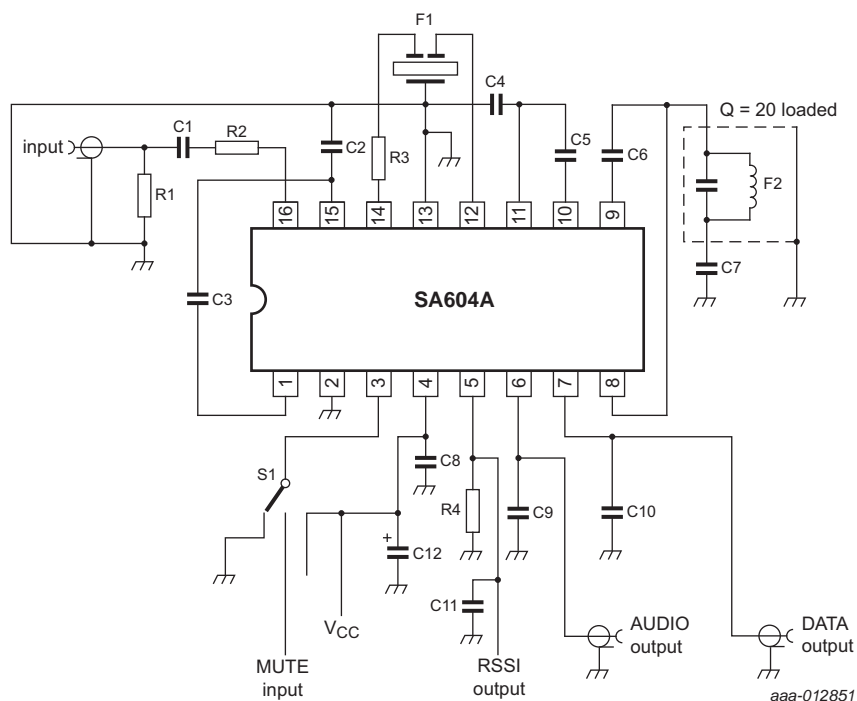 F1
C4
Q = 20 loaded
input
C1
R2
C2
R3
C5
C6
F2
R1
C7
16
15
14
13
12
11
10
9
C3
SA604A
1
2
3
4
5
6
7
8
S1
C8
R4
C9
C10
+
C12
C11
VCC
AUDIO
output
DATA
output
MUTE
input
RSSI
output
aaa-012851